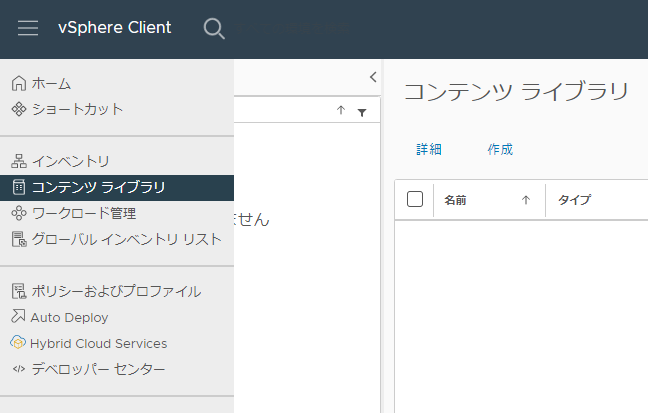 vSphere Client
ホーム
ショートカット
インベントリ
コンテンツ ライブラリ
ワークロード管理
グローバル インベントリ リスト
ポリシーおよびプロファイル
Auto Deploy
Hybrid Cloud Services
デベロッパー センター
ません
コンテンツ ライブラリ
詳細 作成
名前 タイプ